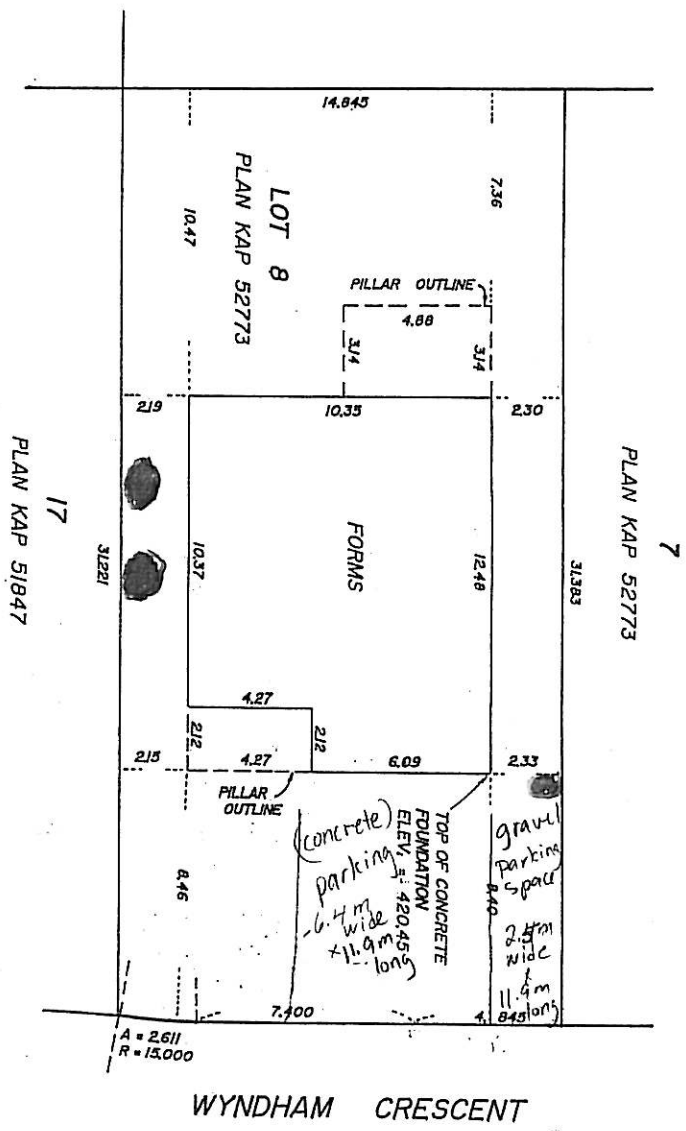 14.845
7.36
10.47
LOT 8
PLAN KAP 52773
PILLAR OUTLINE
4.88
3.14
3.14
2.19
10.35
2.30
PLAN KAP 52773
7
17
PLAN KAP 51847
31.221
10.37
FORMS
12.48
31.383
4.27
2.12
2.12
2.15
4.27
6.09
2.33
PILLAR
OUTLINE
TOP OF CONCRETE
FOUNDATION
ELEV. = 420.45
(concrete)
parking
-6.4 m
wide
x 11.9m
long
gravel
parking
space
wide
x
11.9m
long
8.46
8.40
7.400
4.845
A = 2.611
R = 15.000
WYNDHAM CRESCENT